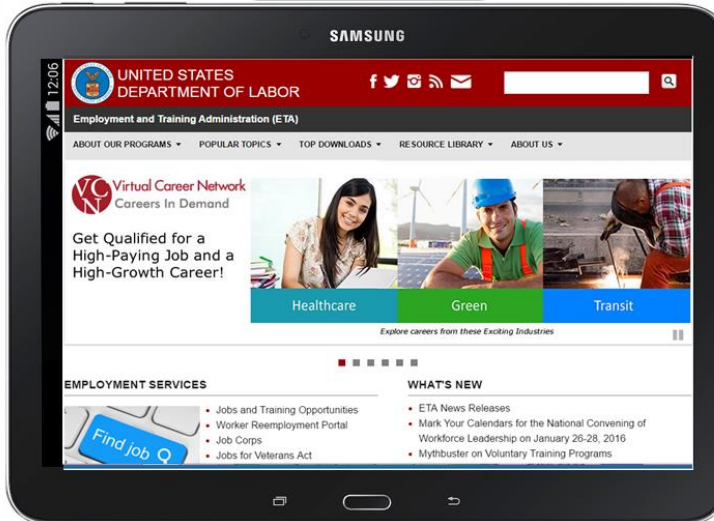 SAMSUNG
12:06
UNITED STATES
DEPARTMENT OF LABOR
Employment and Training Administration (ETA)
ABOUT OUR PROGRAMS
POPULAR TOPICS
TOP DOWNLOADS
RESOURCE LIBRARY
ABOUT US
VCN
Virtual Career Network
Careers In Demand
Get Qualified for a
High-Paying Job and a
High-Growth Career!
Healthcare
Green
Transit
Explore careers from these Exciting Industries
EMPLOYMENT SERVICES
Find job
• Jobs and Training Opportunities
• Worker Reemployment Portal
• Job Corps
• Jobs for Veterans Act
WHAT'S NEW
• ETA News Releases
• Mark Your Calendars for the National Convening of
Workforce Leadership on January 26-28, 2016
• Mythbuster on Voluntary Training Programs